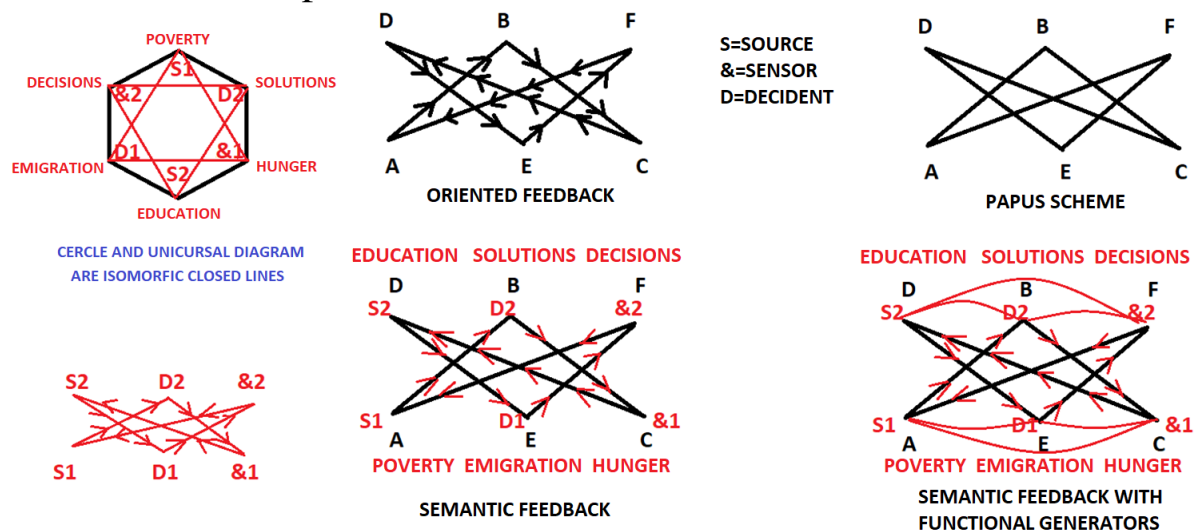 POVERTY
DECISIONS
S1
SOLUTIONS
&2
D2
D1
&1
EMIGRATION
S2
HUNGER
EDUCATION
CERCLE AND UNICURSAL DIAGRAM
ARE ISOMORFIC CLOSED LINES
D B F
A E C
ORIENTED FEEDBACK
S=SOURCE
&=SENSOR
D=DECIDENT
D B F
A E C
PAPUS SCHEME
S2 D2 &2
S1 D1 &1
EDUCATION SOLUTIONS DECISIONS
D B F
S2 D2 &2
S1 D1 &1
A E C
POVERTY EMIGRATION HUNGER
SEMANTIC FEEDBACK
EDUCATION SOLUTIONS DECISIONS
D B F
S2 D2 &2
S1 D1 &1
A E C
POVERTY EMIGRATION HUNGER
SEMANTIC FEEDBACK WITH
FUNCTIONAL GENERATORS